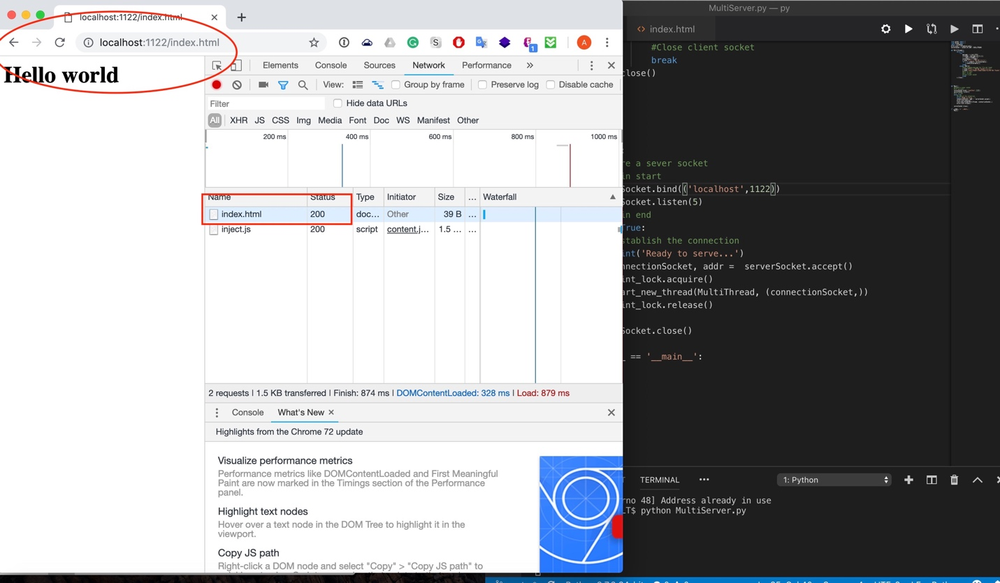 localhost:1122/index.html
localhost:1122/index.html
A
1
Hello world
Elements Console Sources Network Performance »
View: Group by frame Preserve log Disable cache
Filter Hide data URLs
All XHR JS CSS Img Media Font Doc WS Manifest Other
200 ms 400 ms 600 ms 800 ms 1000 ms
Name Status Type Initiator Size ... Waterfall
index.html 200 doc... Other 39 B ...
inject.js 200 script content.j... 1.5 ... ...
2 requests | 1.5 KB transferred | Finish: 874 ms | DOMContentLoaded: 328 ms | Load: 879 ms
Console What's New ×
Highlights from the Chrome 72 update
Visualize performance metrics
Performance metrics like DOMContentLoaded and First Meaningful
Paint are now marked in the Timings section of the Performance
panel.
Highlight text nodes
Hover over a text node in the DOM Tree to highlight it in the
viewport.
Copy JS path
Right-click a DOM node and select "Copy" > "Copy JS path" to
MultiServer.py — py
<> index.html
#Close client socket
break
close()
re a sever socket
in start
Socket.bind(('localhost',1122))
Socket.listen(5)
in end
True:
stablish the connection
int('Ready to serve...')
nnectionSocket, addr =  serverSocket.accept()
int_lock.acquire()
art_new_thread(MultiThread, (connectionSocket,))
int_lock.release()
Socket.close()
_ == '__main__':
TERMINAL ••• 1: Python
rno 48] Address already in use
LT$ python MultiServer.py